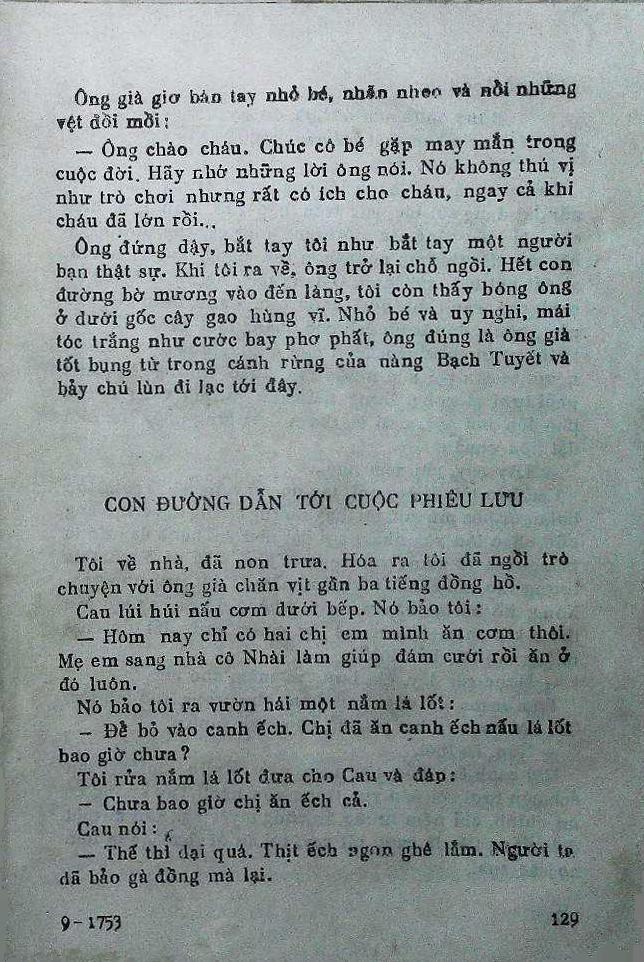 Ông già giơ bàn tay nhỏ bé, nhăn nheo và nồi những
vệt đồi mồi:
— Ông chào cháu. Chúc cô bé gặp may mắn trong
cuộc đời. Hãy nhớ những lời ông nói. Nó không thú vị
như trò chơi nhưng rất có ích cho cháu, ngay cả khi
cháu đã lớn rồi...
Ông đứng dậy, bắt tay tôi như bắt tay một người
bạn thật sự. Khi tôi ra về, ông trở lại chỗ ngồi. Hết con
đường bờ mương vào đến làng, tôi còn thấy bóng ông
ở dưới gốc cây gạo hùng vĩ. Nhỏ bé và uy nghi, mái
tóc trắng như cước bay phơ phất, ông đúng là ông già
tốt bụng từ trong cánh rừng của nàng Bạch Tuyết và
bảy chú lùn đi lạc tới đây.
CON ĐƯỜNG DẪN TỚI CUỘC PHIÊU LƯU
Tôi về nhà, đã non trưa. Hóa ra tôi đã ngồi trò
chuyện với ông già chăn vịt gần ba tiếng đồng hồ.
Cau lúi húi nấu cơm dưới bếp. Nó bảo tôi:
— Hôm nay chỉ có hai chị em mình ăn cơm thôi.
Mẹ em sang nhà cô Nhài làm giúp đám cưới rồi ăn ở
đó luôn.
Nó bảo tôi ra vườn hái một nắm lá lốt:
— Để bỏ vào canh ếch. Chị đã ăn canh ếch nấu lá lốt
bao giờ chưa?
Tôi rửa nắm lá lốt đưa cho Cau và đáp:
— Chưa bao giờ chị ăn ếch cả.
Cau nói:
— Thế thì dại quá. Thịt ếch ngon ghê lắm. Người ta
đã bảo gà đồng mà lại.
9-1753
129